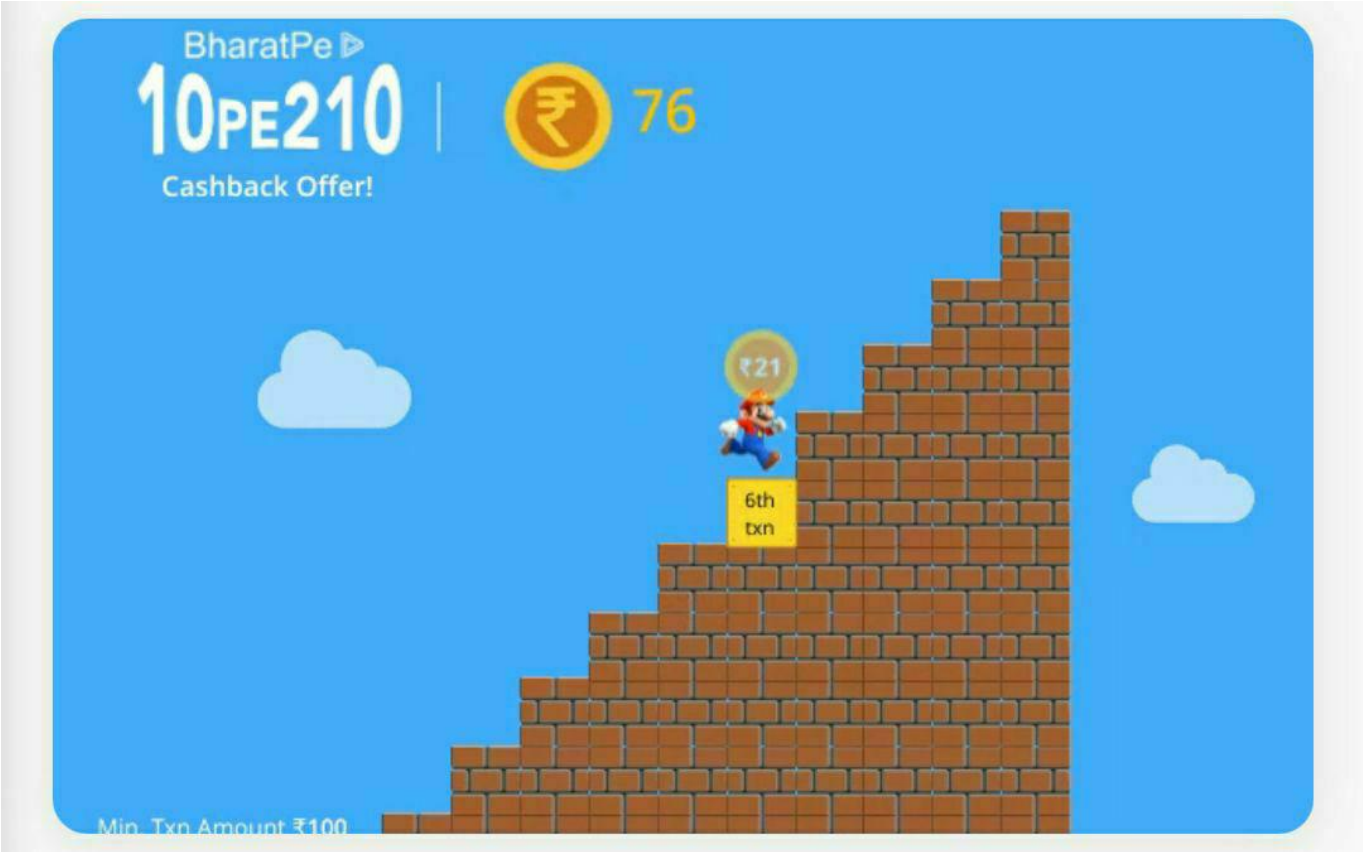 BharatPe
10PE210
Cashback Offer!
₹ 76
₹21
6th
txn
Min. Txn Amount ₹100